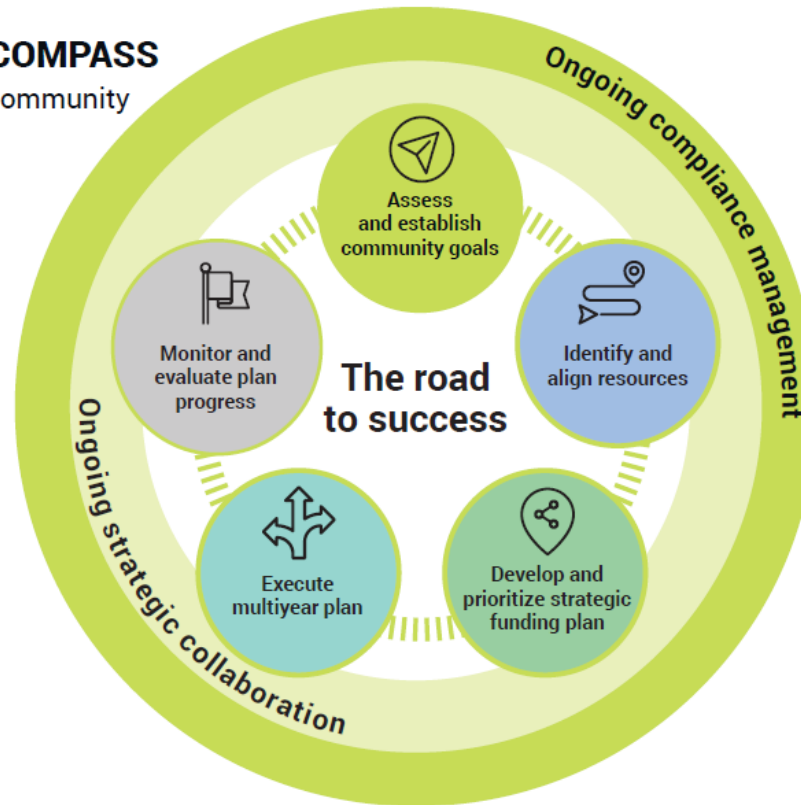 COMPASS
ommunity
Ongoing compliance management
Assess
and establish
community goals
Identify and
align resources
Monitor and
evaluate plan
progress
The road
to success
Develop and
prioritize strategic
funding plan
Execute
multiyear plan
Ongoing strategic collaboration